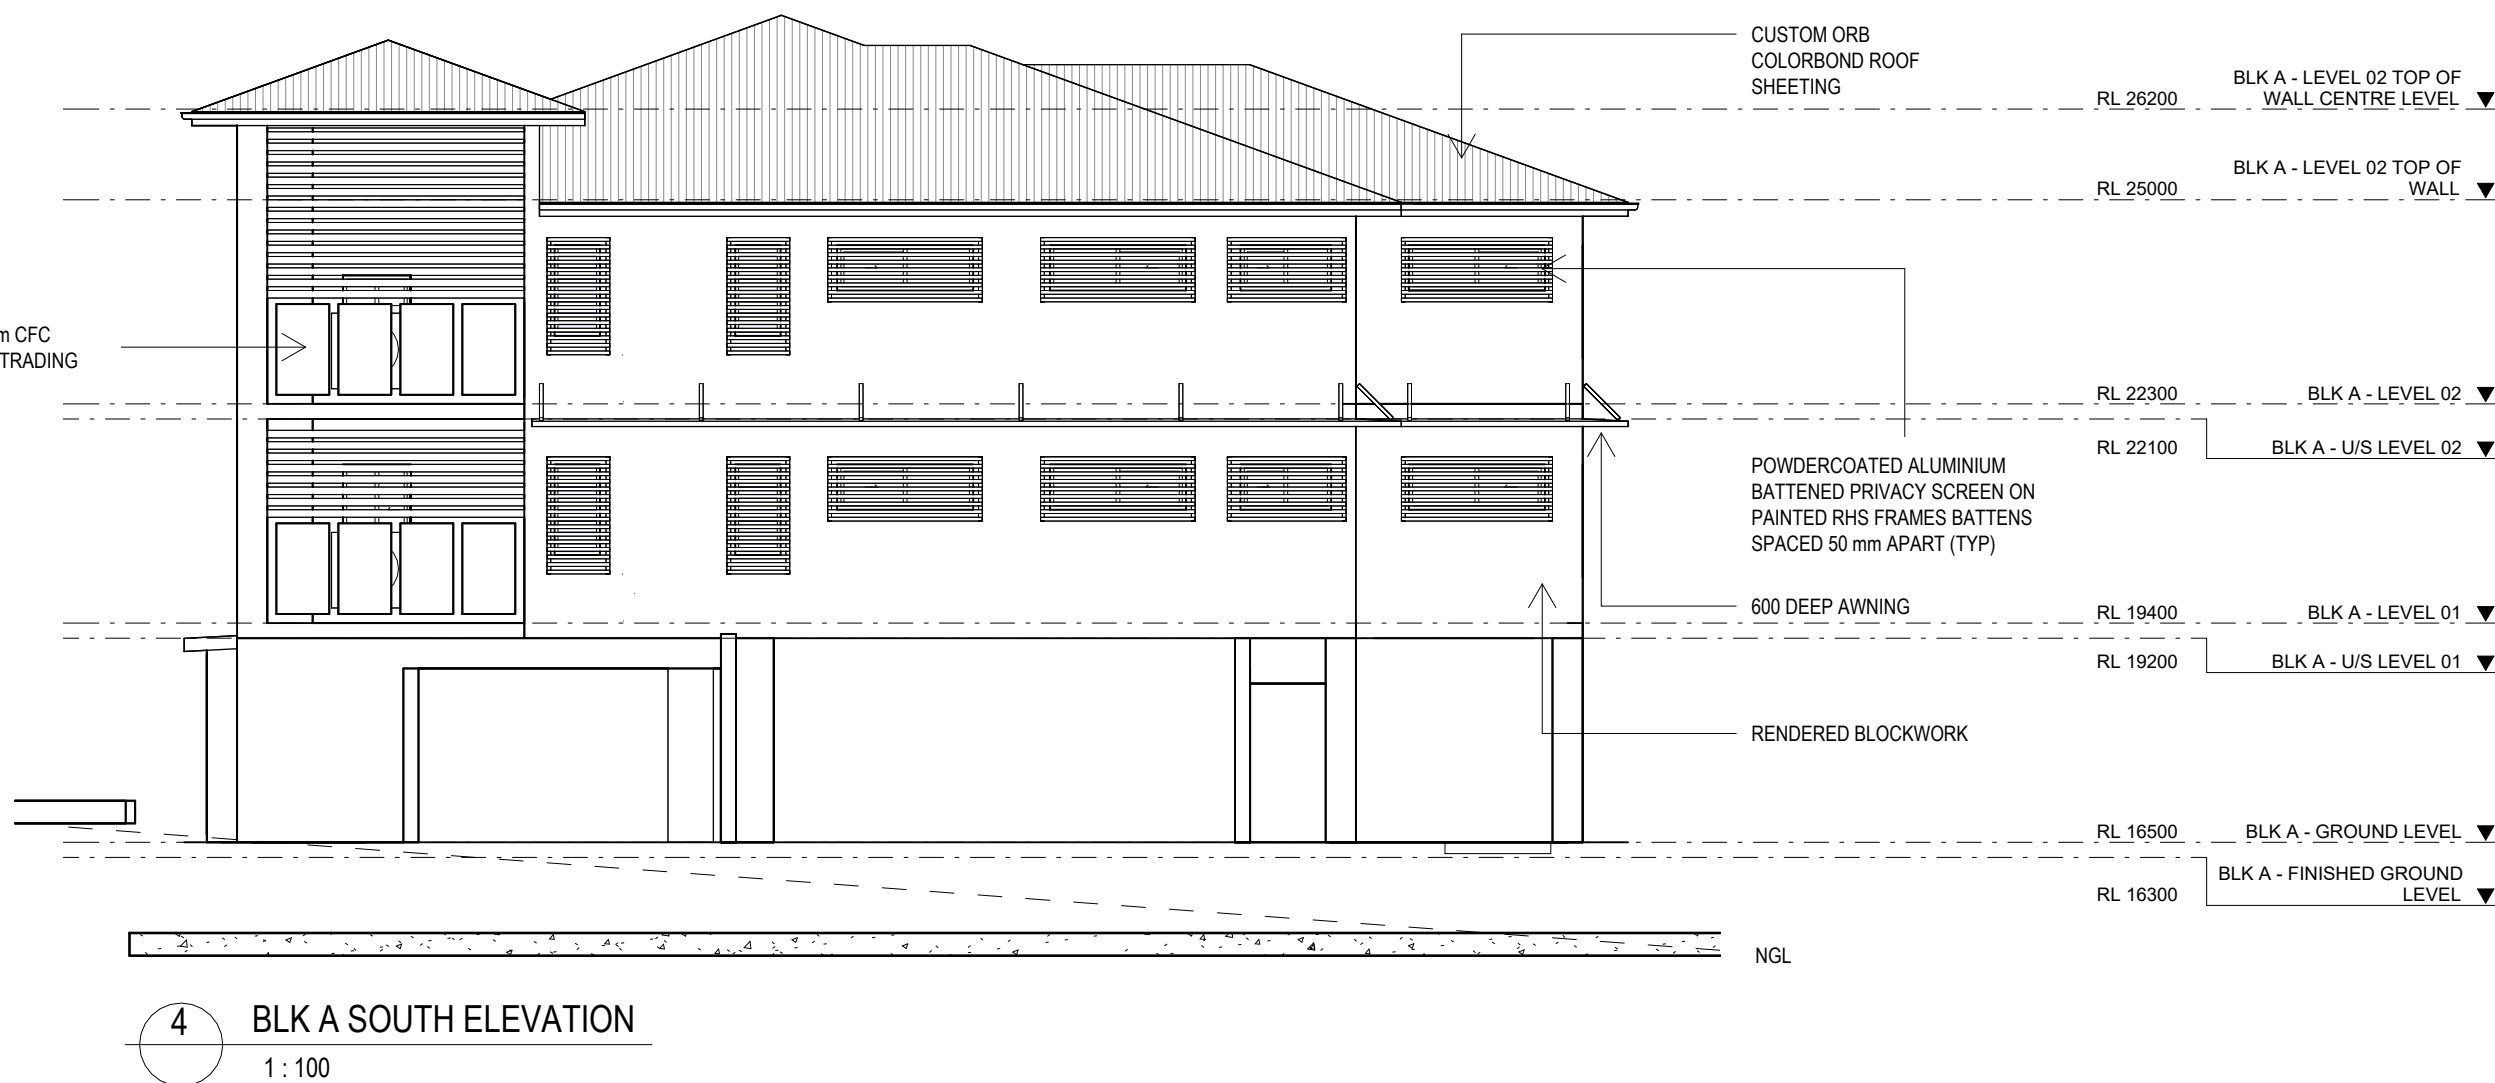 CUSTOM ORB
COLORBOND ROOF
SHEETING
BLK A - LEVEL 02 TOP OF
RL 26200 WALL CENTRE LEVEL
BLK A - LEVEL 02 TOP OF
RL 25000 WALL
CFC
TRADING
RL 22300 BLK A - LEVEL 02
RL 22100 BLK A - U/S LEVEL 02
POWDERCOATED ALUMINIUM
BATTENED PRIVACY SCREEN ON
PAINTED RHS FRAMES BATTENS
SPACED 50 mm APART (TYP)
600 DEEP AWNING
RL 19400 BLK A - LEVEL 01
RL 19200 BLK A - U/S LEVEL 01
RENDERED BLOCKWORK
RL 16500 BLK A - GROUND LEVEL
BLK A - FINISHED GROUND
RL 16300 LEVEL
NGL
4 BLK A SOUTH ELEVATION
1 : 100